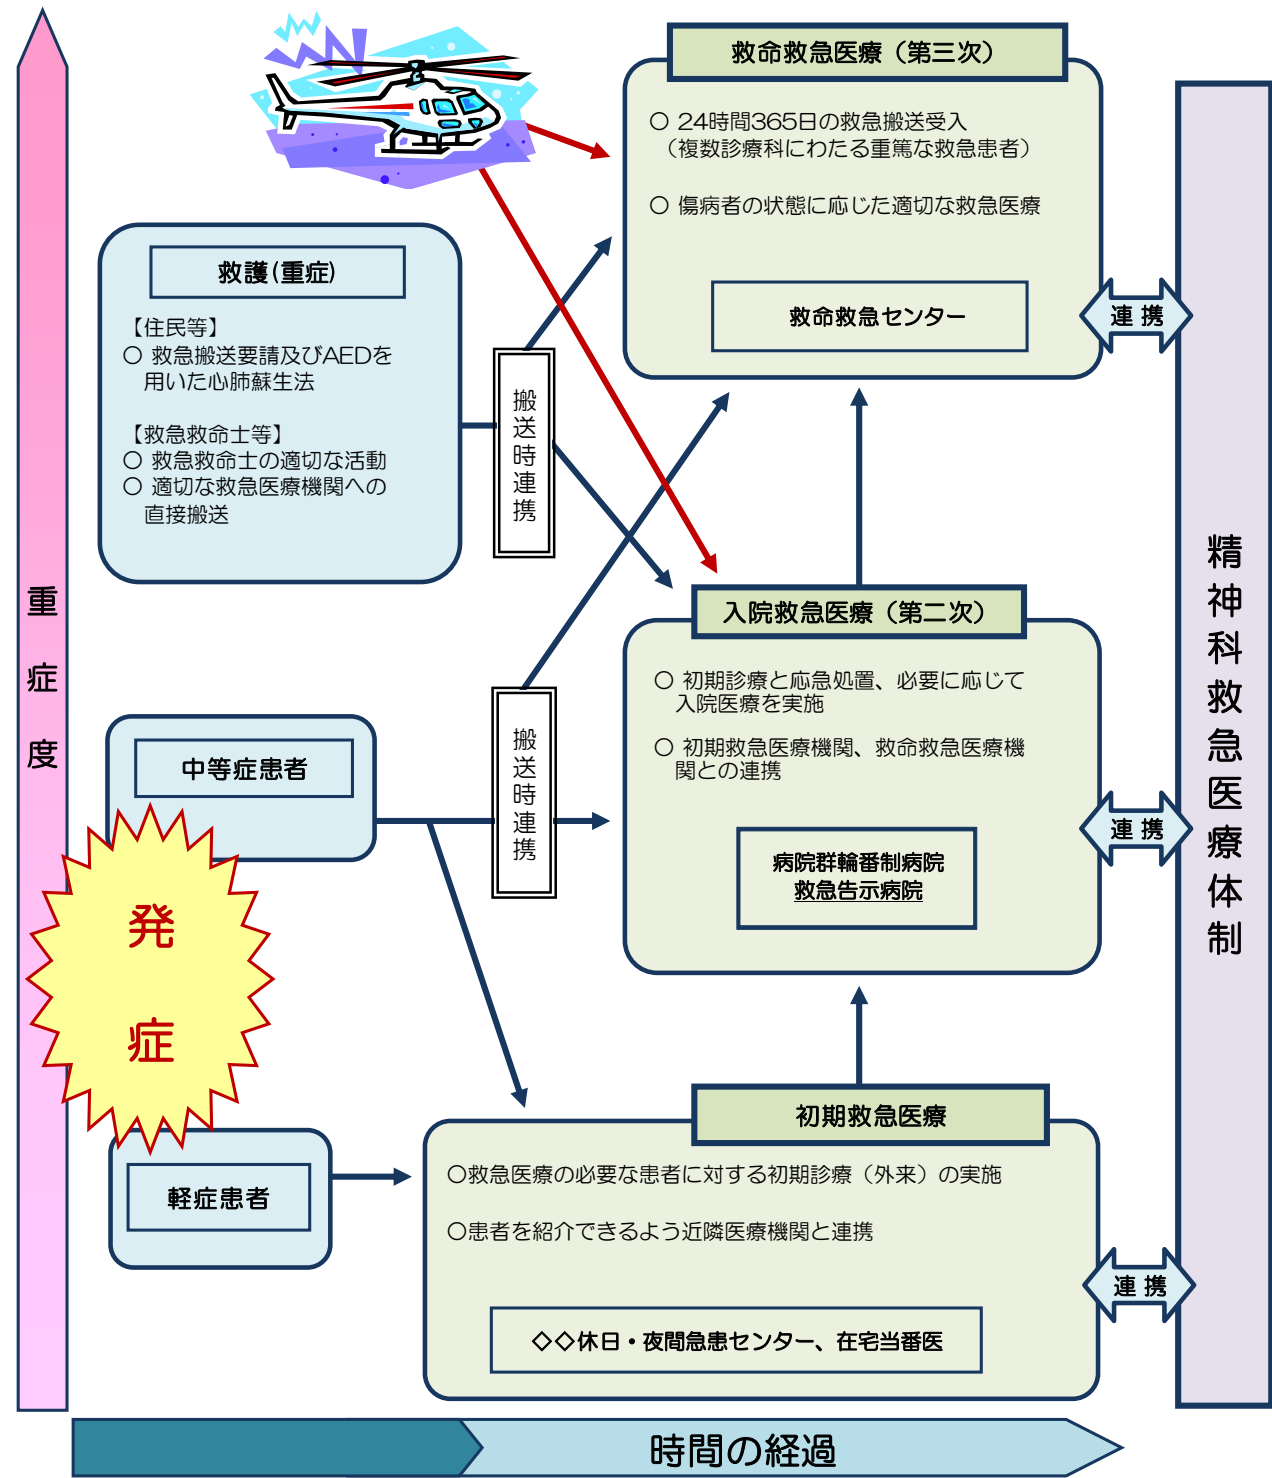 救命救急医療（第三次）
〇 24時間365日の救急搬送受入
（複数診療科にわたる重篤な救急患者）
〇 傷病者の状態に応じた適切な救急医療
救命救急センター
連 携
救護(重症)
【住民等】
〇 救急搬送要請及びAEDを
用いた心肺蘇生法
【救急救命士等】
〇 救急救命士の適切な活動
〇 適切な救急医療機関への
直接搬送
搬送時連携
重症度
入院救急医療（第二次）
〇 初期診療と応急処置、必要に応じて
入院医療を実施
〇 初期救急医療機関、救命救急医療機
関との連携
病院群輪番制病院
救急告示病院
連 携
中等症患者
搬送時連携
精神科救急医療体制
発症
初期救急医療
〇救急医療の必要な患者に対する初期診療（外来）の実施
〇患者を紹介できるよう近隣医療機関と連携
◇◇休日・夜間急患センター、在宅当番医
連 携
軽症患者
時間の経過